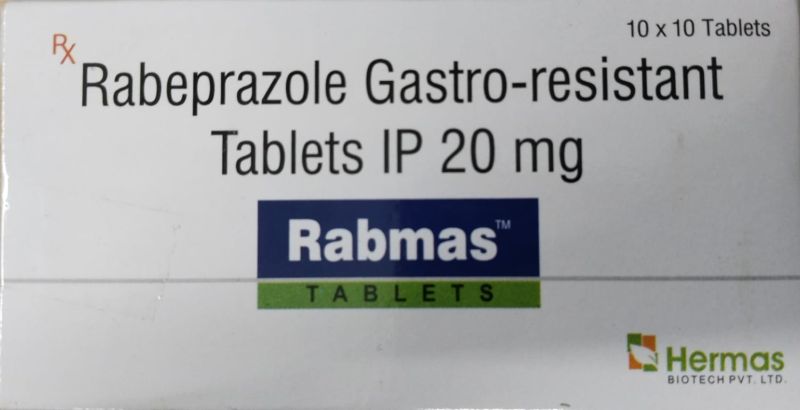 10 x 10 Tablets
Rx
Rabeprazole Gastro-resistant
Tablets IP 20 mg
Rabmas™
TABLETS
Hermas
BIOTECH PVT. LTD.